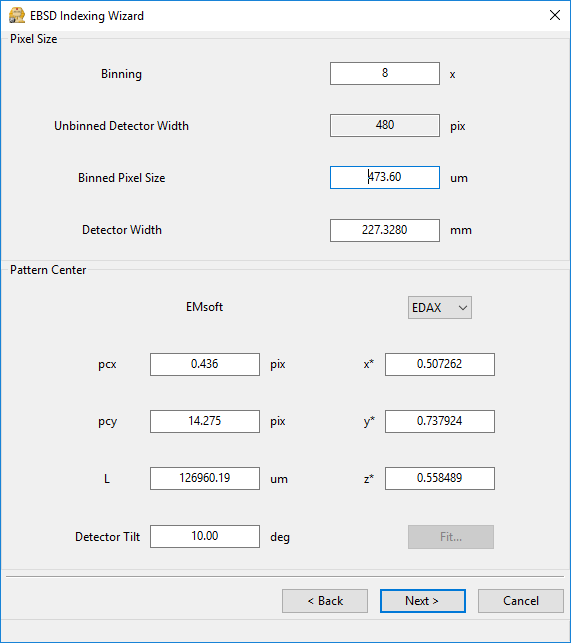 EBSD Indexing Wizard
Pixel Size
Binning 8 x
Unbinned Detector Width 480 pix
Binned Pixel Size 473.60 um
Detector Width 227.3280 mm
Pattern Center
EMsoft EDAX
pcx 0.436 pix x* 0.507262
pcy 14.275 pix y* 0.737924
L 126960.19 um z* 0.558489
Detector Tilt 10.00 deg Fit...
< Back Next > Cancel